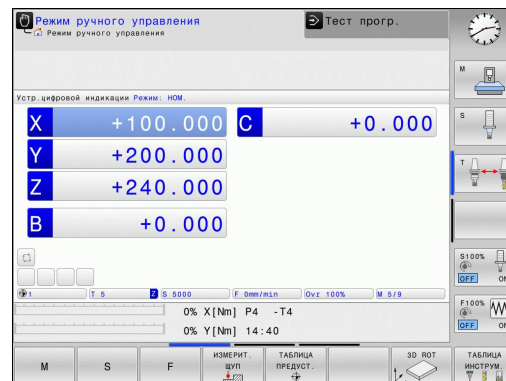 Режим ручного управления
Режим ручного управления
Тест прогр.
Устр.цифровой индикации Режим: НОМ.
X +100.000 C +0.000
Y +200.000
Z +240.000
B +0.000
M
S
T
1 T 5 Z S 5000 F 0mm/min Ovr 100% M 5/9
0% X[Nm] P4 -T4
0% Y[Nm] 14:40
S100%
OFF ON
F100%
OFF ON
M
S
F
ИЗМЕРИТ. ЩУП
ТАБЛИЦА ПРЕДУСТ.
3D ROT
ТАБЛИЦА ИНСТРУМ.